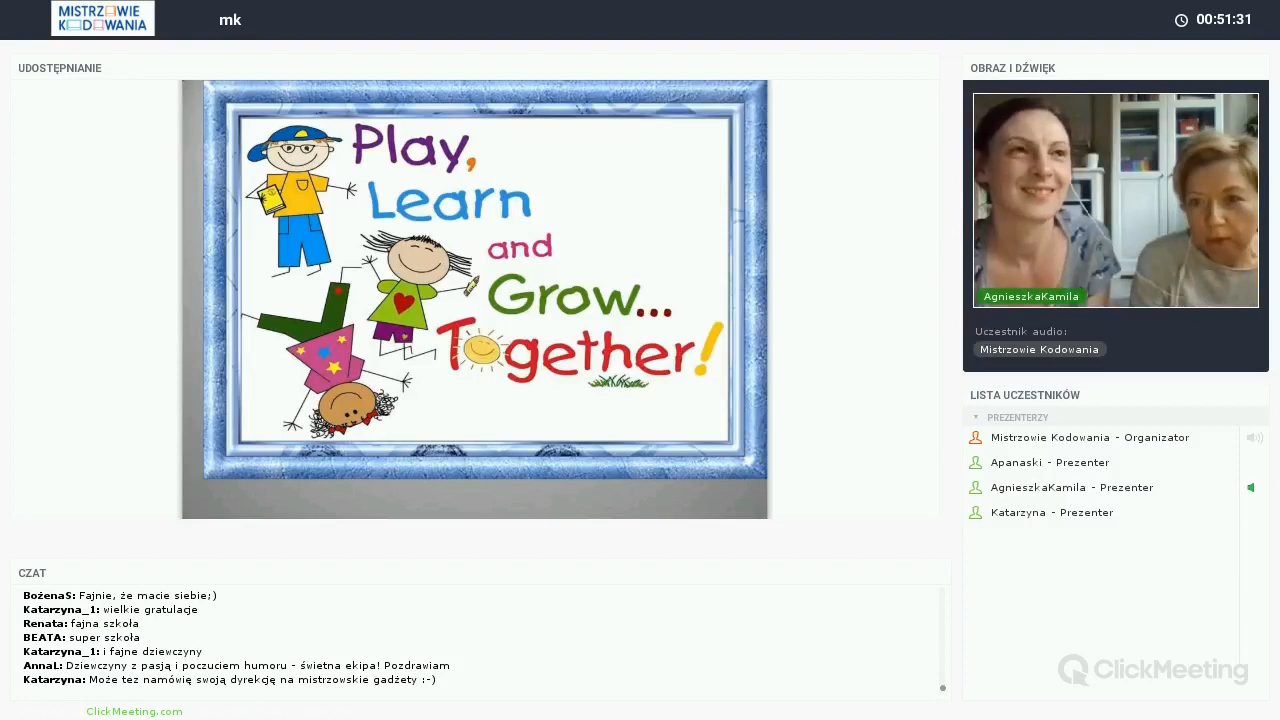 MISTRZOWIE
KODOWANIA
mk
00:51:31
UDOSTĘPNIANIE
Play,
Learn
and
Grow...
Together!
OBRAZ I DŹWIĘK
AgnieszkaKamila
Uczestnik audio:
Mistrzowie Kodowania
LISTA UCZESTNIKÓW
PREZENTERZY
Mistrzowie Kodowania - Organizator
Apanaski - Prezenter
AgnieszkaKamila - Prezenter
Katarzyna - Prezenter
CZAT
BożenaS: Fajnie, że macie siebie;)
Katarzyna_1: wielkie gratulacje
Renata: fajna szkoła
BEATA: super szkoła
Katarzyna_1: i fajne dziewczyny
AnnaL: Dziewczyny z pasją i poczuciem humoru - świetna ekipa! Pozdrawiam
Katarzyna: Może tez namówię swoją dyrekcję na mistrzowskie gadżety :-)
ClickMeeting
ClickMeeting.com